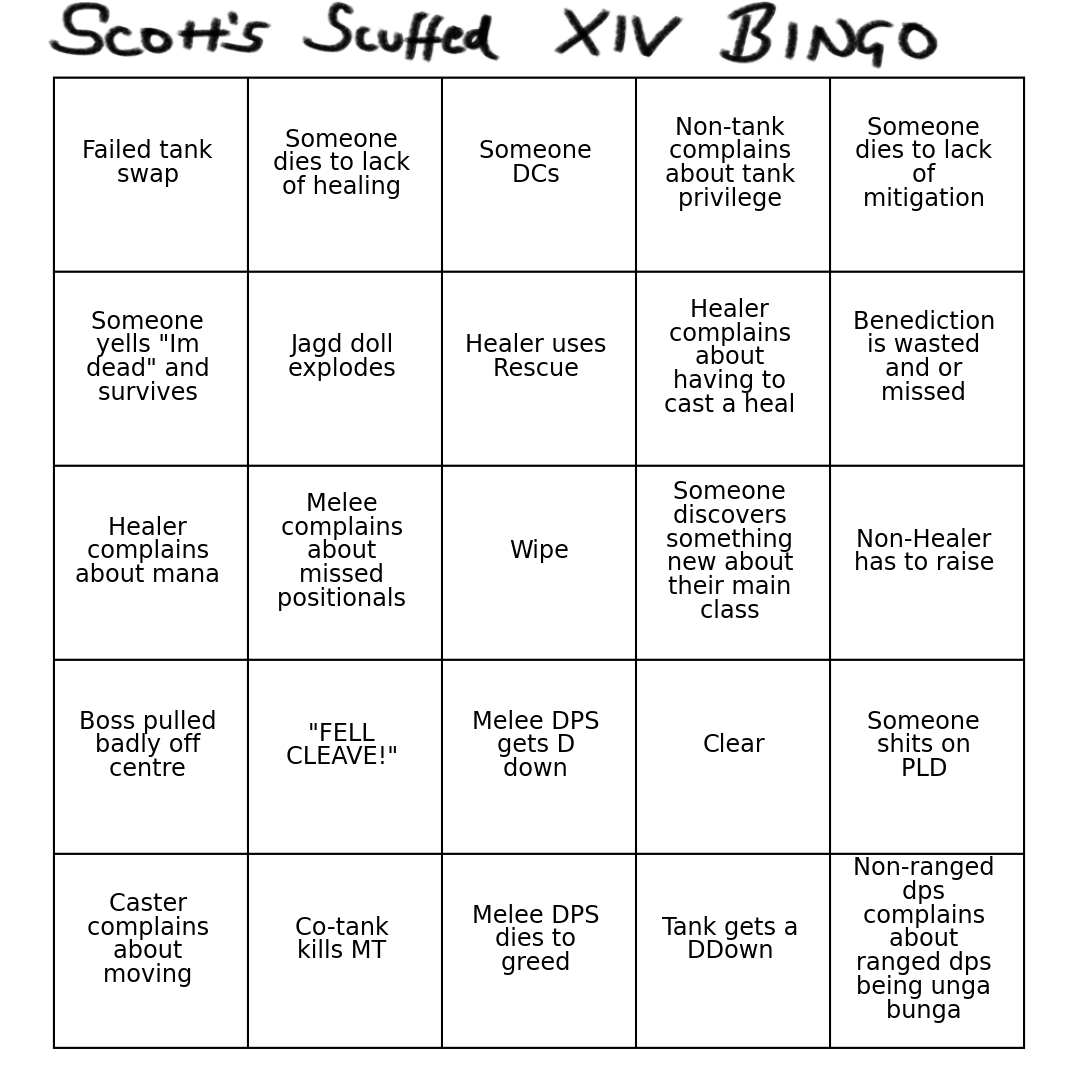 Scott's Scuffed XIV BINGO
Failed tank
swap
Someone
dies to lack
of healing
Someone
DCs
Non-tank
complains
about tank
privilege
Someone
dies to lack
of
mitigation
Someone
yells "Im
dead" and
survives
Jagd doll
explodes
Healer uses
Rescue
Healer
complains
about
having to
cast a heal
Benediction
is wasted
and or
missed
Healer
complains
about mana
Melee
complains
about
missed
positionals
Wipe
Someone
discovers
something
new about
their main
class
Non-Healer
has to raise
Boss pulled
badly off
centre
"FELL
CLEAVE!"
Melee DPS
gets D
down
Clear
Someone
shits on
PLD
Caster
complains
about
moving
Co-tank
kills MT
Melee DPS
dies to
greed
Tank gets a
DDown
Non-ranged
dps
complains
about
ranged dps
being unga
bunga